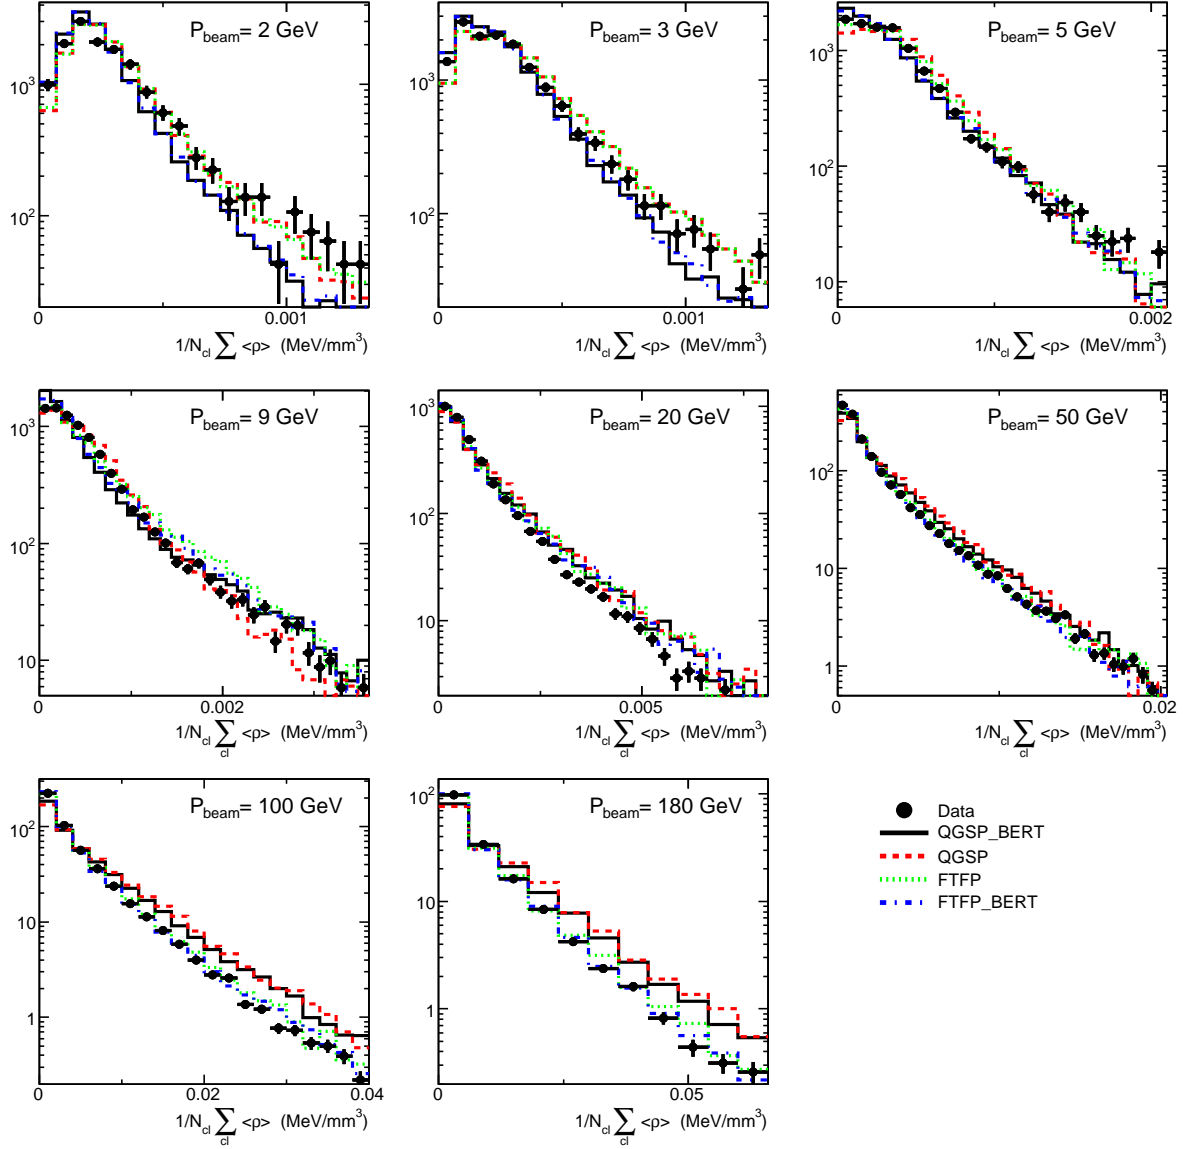 P_beam = 2 GeV
10^3
10^2
0 0.001
1/N_cl ∑ <ρ> (MeV/mm^3)
P_beam = 3 GeV
10^3
10^2
0 0.001
1/N_cl ∑ <ρ> (MeV/mm^3)
P_beam = 5 GeV
10^3
10^2
10
0 0.002
1/N_cl ∑ <ρ> (MeV/mm^3)
P_beam = 9 GeV
10^3
10^2
10
0 0.002
1/N_cl ∑_cl <ρ> (MeV/mm^3)
P_beam = 20 GeV
10^3
10^2
10
0 0.005
1/N_cl ∑_cl <ρ> (MeV/mm^3)
P_beam = 50 GeV
10^2
10
1
0 0.01 0.02
1/N_cl ∑_cl <ρ> (MeV/mm^3)
P_beam = 100 GeV
10^2
10
1
0 0.02 0.04
1/N_cl ∑_cl <ρ> (MeV/mm^3)
P_beam = 180 GeV
10^2
10
1
0 0.05
1/N_cl ∑_cl <ρ> (MeV/mm^3)
Data
QGSP_BERT
QGSP
FTFP
FTFP_BERT